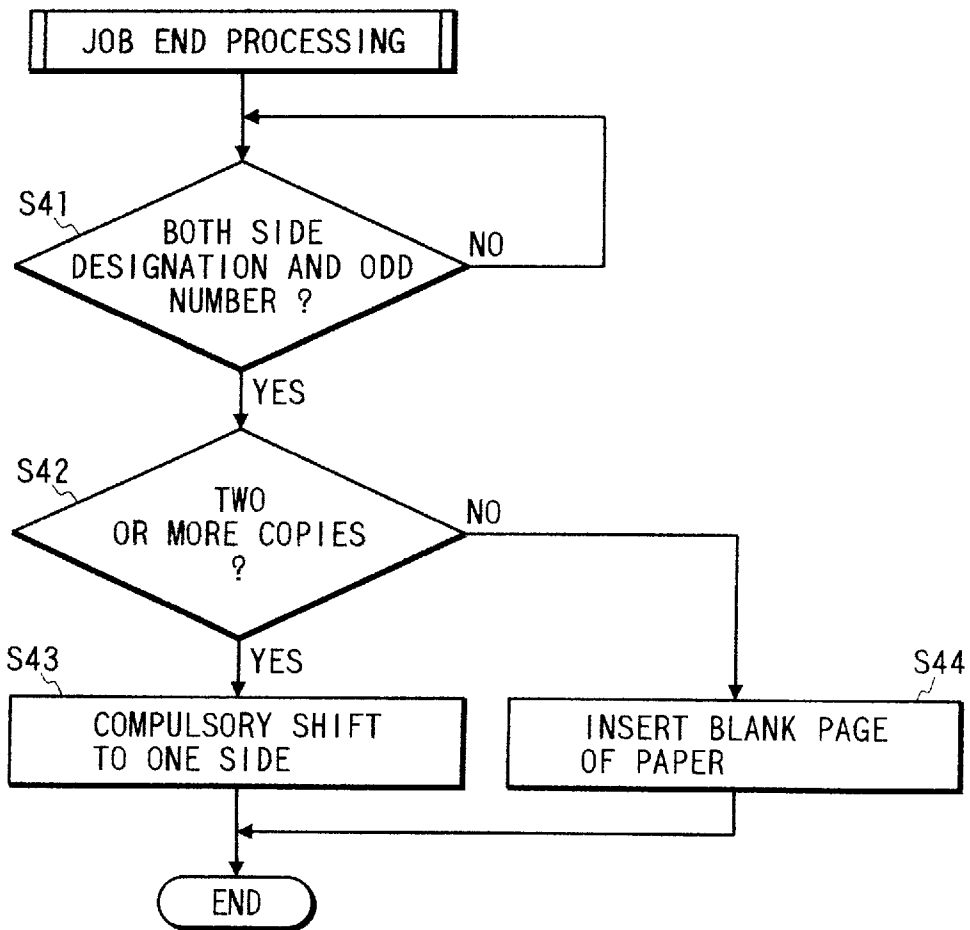 JOB END PROCESSING
S41
BOTH SIDE
DESIGNATION AND ODD
NUMBER ?
NO
YES
S42
TWO
OR MORE COPIES
?
NO
YES
S43
COMPULSORY SHIFT
TO ONE SIDE
S44
INSERT BLANK PAGE
OF PAPER
END